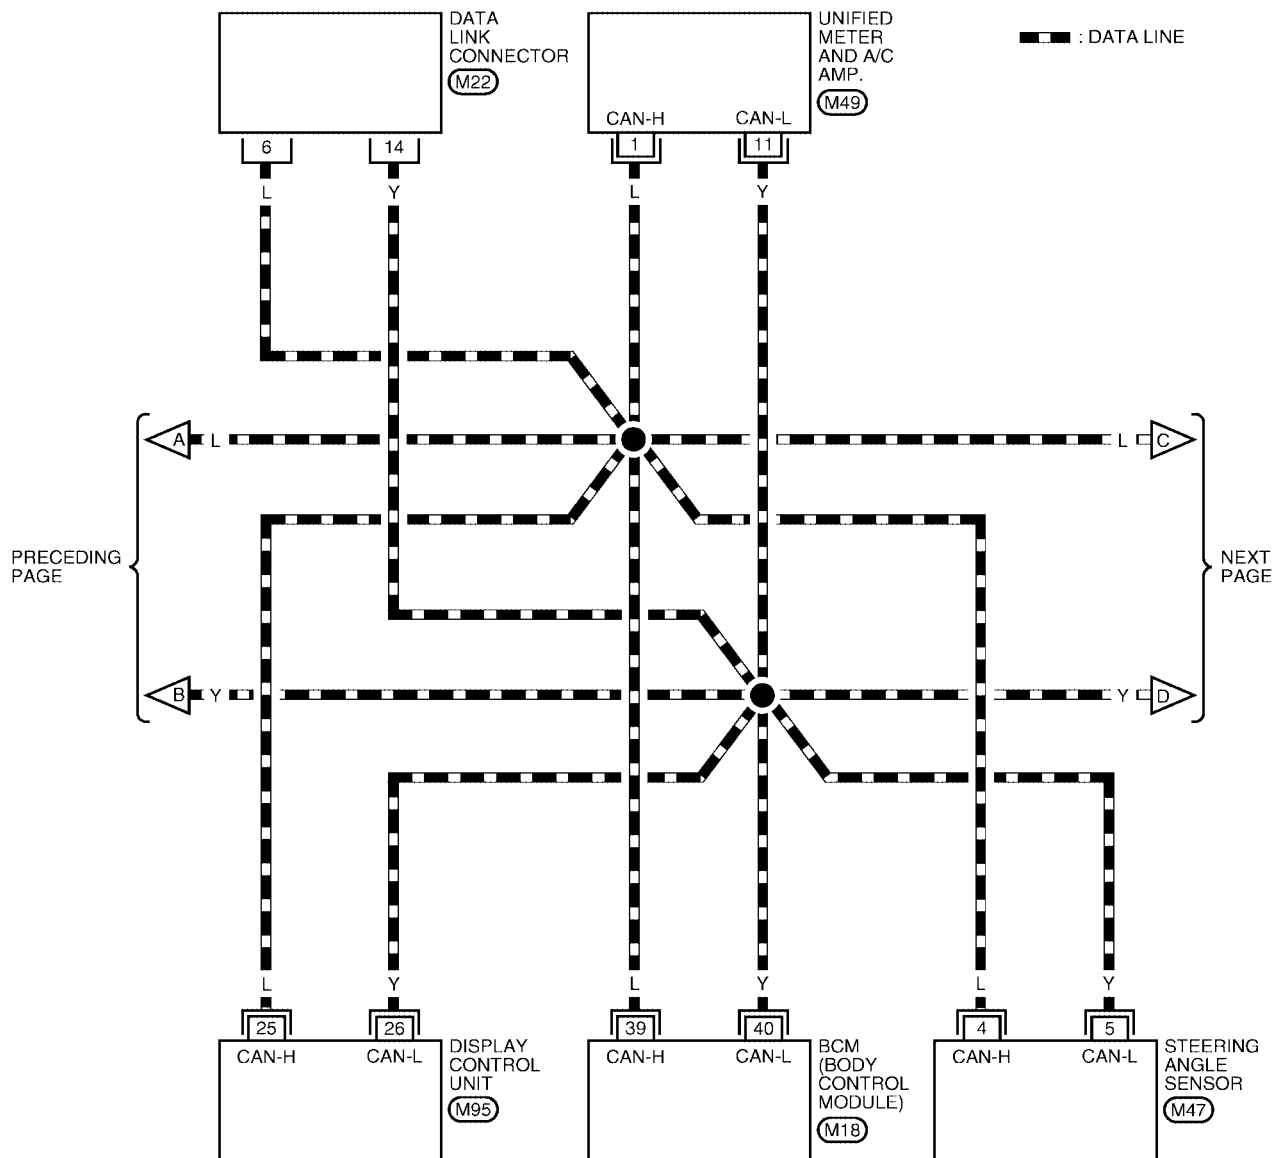 DATA
LINK
CONNECTOR
M22
UNIFIED
METER
AND A/C
AMP.
M49
: DATA LINE
CAN-H
CAN-L
6
14
1
11
L
Y
L
Y
A
L
L
C
PRECEDING
PAGE
NEXT
PAGE
B
Y
Y
D
L
Y
L
Y
L
Y
25
26
39
40
4
5
CAN-H
CAN-L
DISPLAY
CONTROL
UNIT
M95
CAN-H
CAN-L
BCM
(BODY
CONTROL
MODULE)
M18
CAN-H
CAN-L
STEERING
ANGLE
SENSOR
M47